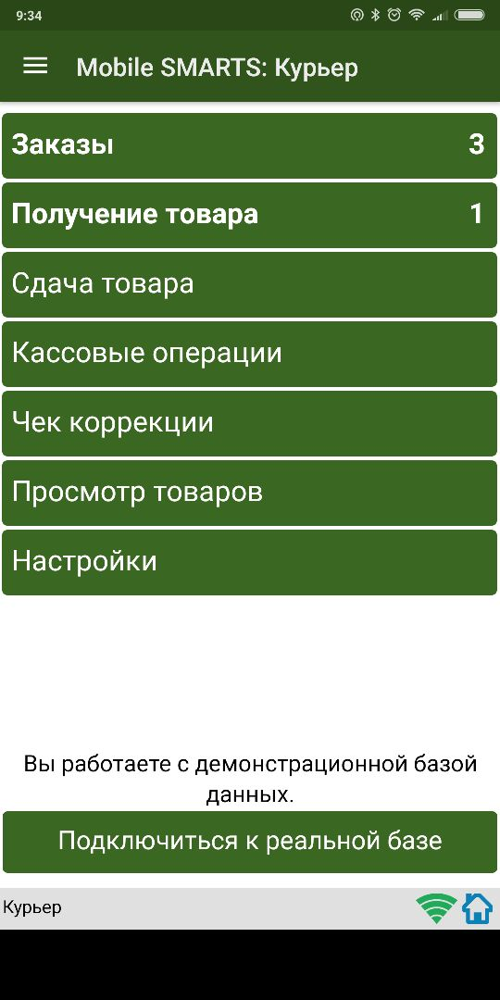 9:34
Mobile SMARTS: Курьер
Заказы 3
Получение товара 1
Сдача товара
Кассовые операции
Чек коррекции
Просмотр товаров
Настройки
Вы работаете с демонстрационной базой
данных.
Подключиться к реальной базе
Курьер